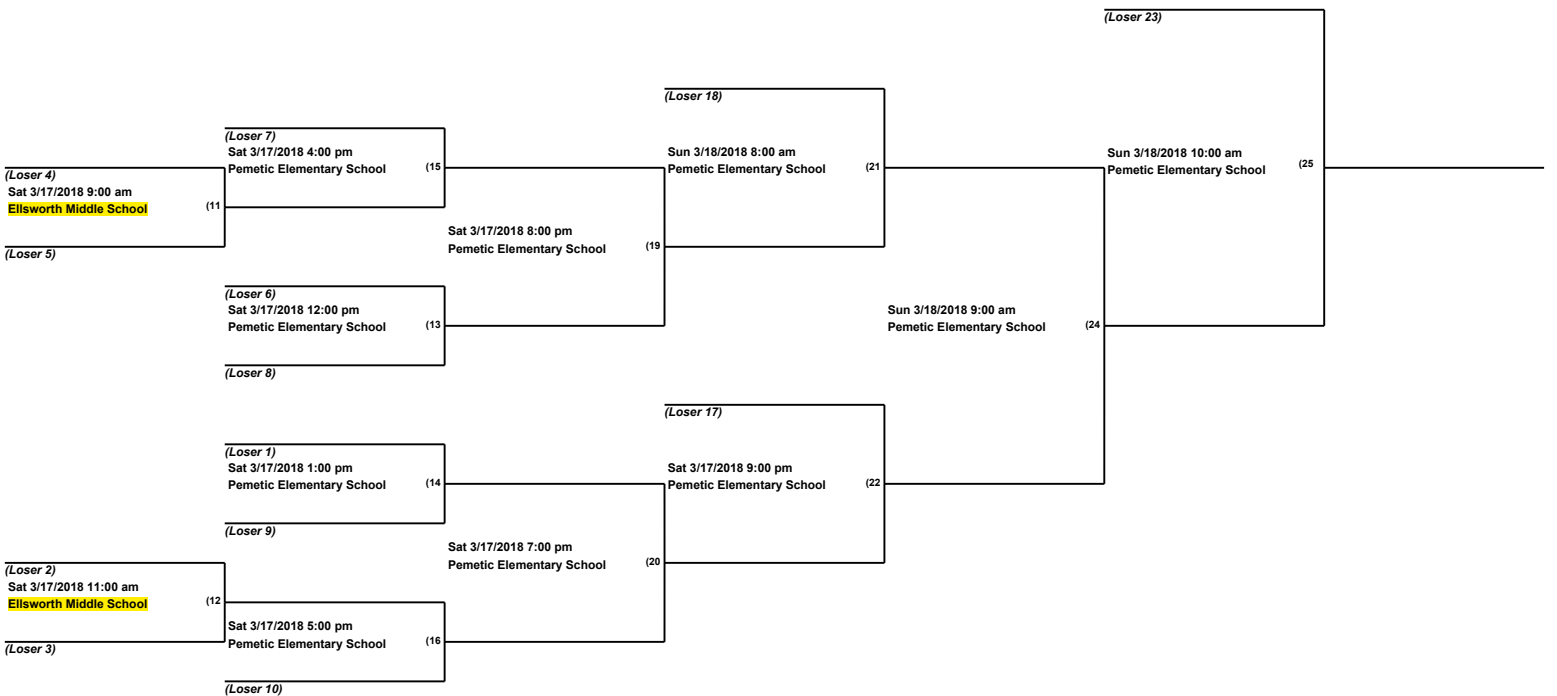 (Loser 23)
(Loser 18)
(Loser 7)
Sat 3/17/2018 4:00 pm
Pemetic Elementary School
(15
Sun 3/18/2018 8:00 am
Pemetic Elementary School
(21
Sun 3/18/2018 10:00 am
Pemetic Elementary School
(25
(Loser 4)
Sat 3/17/2018 9:00 am
Ellsworth Middle School
(11
(Loser 5)
Sat 3/17/2018 8:00 pm
Pemetic Elementary School
(19
(Loser 6)
Sat 3/17/2018 12:00 pm
Pemetic Elementary School
(13
(Loser 8)
Sun 3/18/2018 9:00 am
Pemetic Elementary School
(24
(Loser 17)
(Loser 1)
Sat 3/17/2018 1:00 pm
Pemetic Elementary School
(14
(Loser 9)
Sat 3/17/2018 9:00 pm
Pemetic Elementary School
(22
Sat 3/17/2018 7:00 pm
Pemetic Elementary School
(20
(Loser 2)
Sat 3/17/2018 11:00 am
Ellsworth Middle School
(12
(Loser 3)
Sat 3/17/2018 5:00 pm
Pemetic Elementary School
(16
(Loser 10)